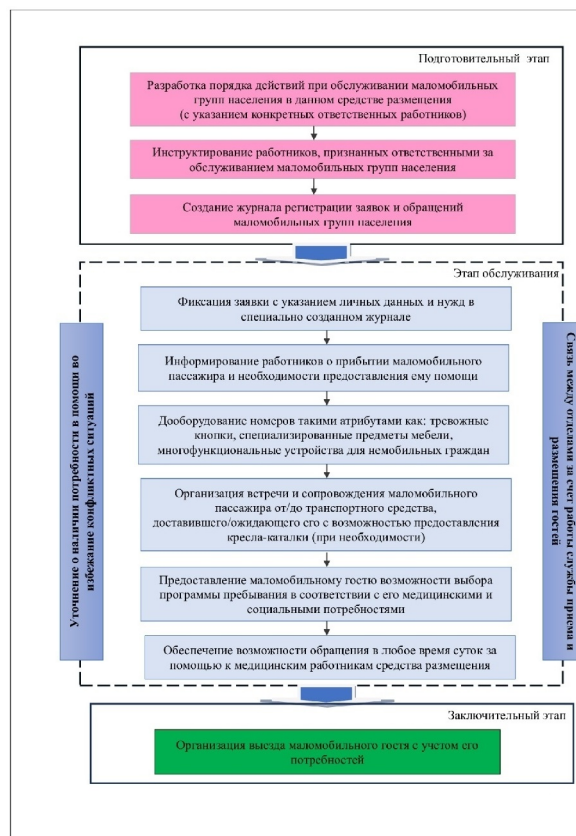 Подготовительный этап
Разработка порядка действий при обслуживании маломобильных
групп населения в данном средстве размещения
(с указанием конкретных ответственных работников)
Инструктирование работников, признанных ответственными за
обслуживанием маломобильных групп населения
Создание журнала регистрации заявок и обращений
маломобильных групп населения
Этап обслуживания
Уточнение о наличии потребности в помощи во
избежание конфликтных ситуаций
Фиксация заявки с указанием личных данных и нужд в
специально созданном журнале
Информирование работников о прибытии маломобильного
пассажира и необходимости предоставления ему помощи
Дооборудование номеров такими атрибутами как: тревожные
кнопки, специализированные предметы мебели,
многофункциональные устройства для немобильных граждан
Организация встречи и сопровождения маломобильного
пассажира от/до транспортного средства,
доставившего/ожидающего его с возможностью предоставления
кресла-каталки (при необходимости)
Предоставление маломобильному гостю возможности выбора
программы пребывания в соответствии с его медицинскими и
социальными потребностями
Обеспечение возможности обращения в любое время суток за
помощью к медицинским работникам средства размещения
Связь между отделами за счет работы службы приема и
размещения гостей
Заключительный этап
Организация выезда маломобильного гостя с учетом его
потребностей